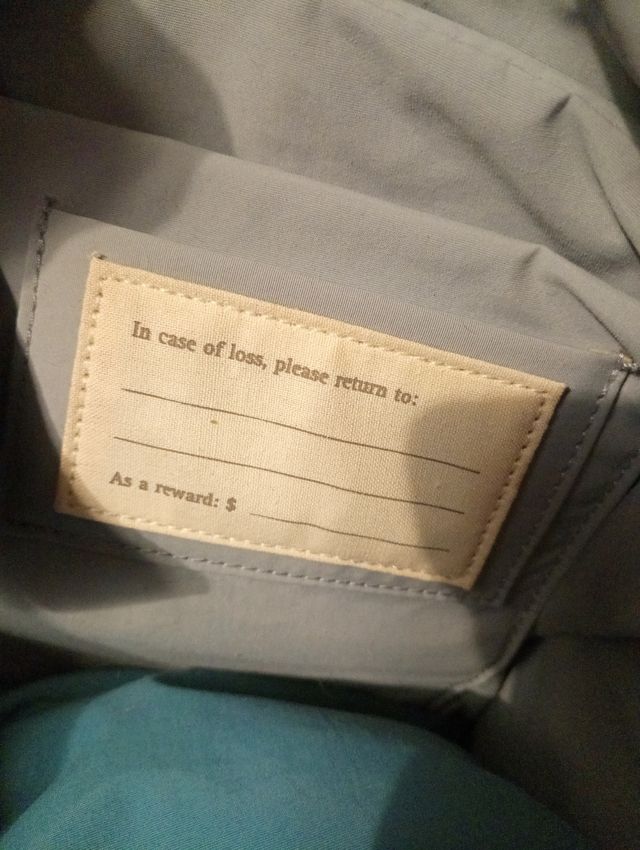 In case of loss, please return to:
As a reward: $